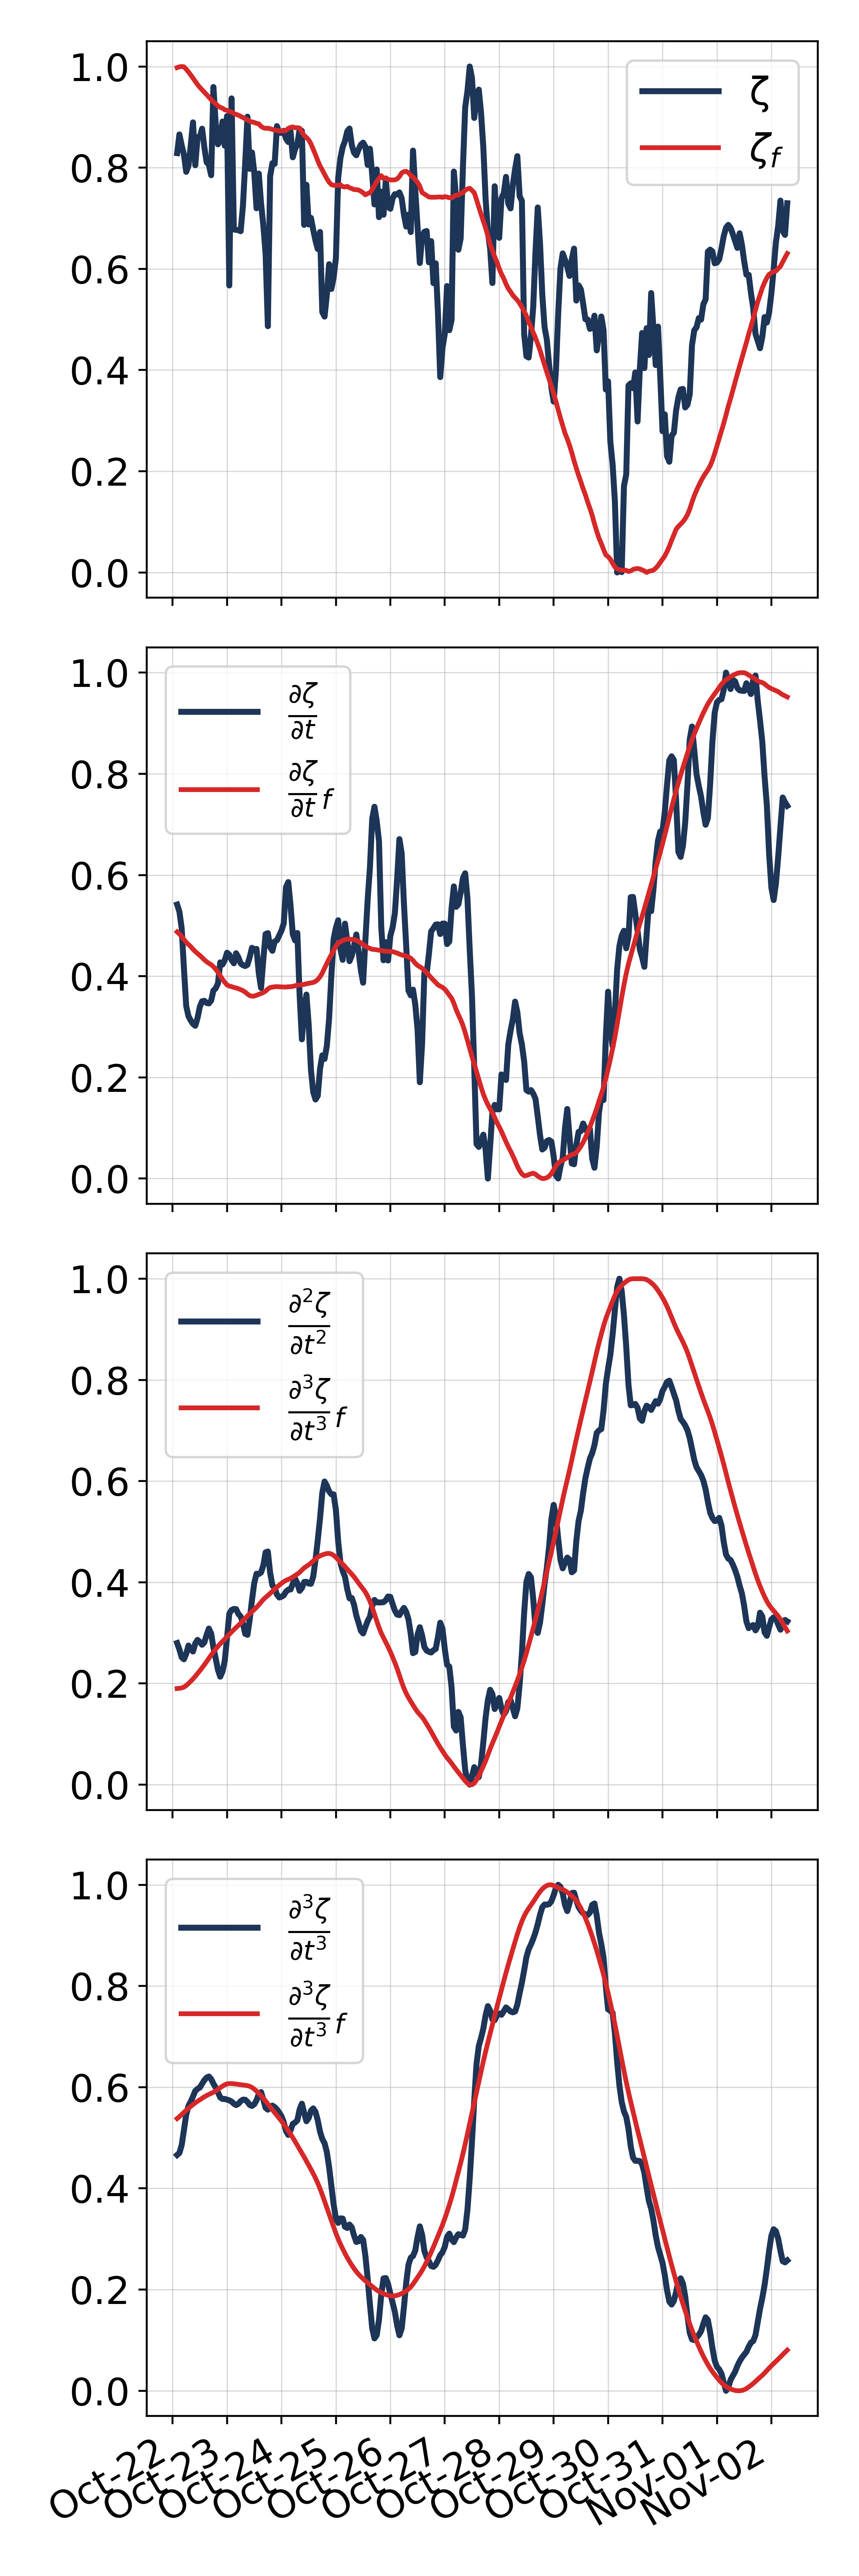 1.0
0.8
0.6
0.4
0.2
0.0
ζ
ζf
1.0
0.8
0.6
0.4
0.2
0.0
∂ζ
∂t
∂ζ
∂t f
1.0
0.8
0.6
0.4
0.2
0.0
∂²ζ
∂t²
∂³ζ
∂t³ f
1.0
0.8
0.6
0.4
0.2
0.0
∂³ζ
∂t³
∂³ζ
∂t³ f
Oct-22
Oct-23
Oct-24
Oct-25
Oct-26
Oct-27
Oct-28
Oct-29
Oct-30
Oct-31
Nov-01
Nov-02